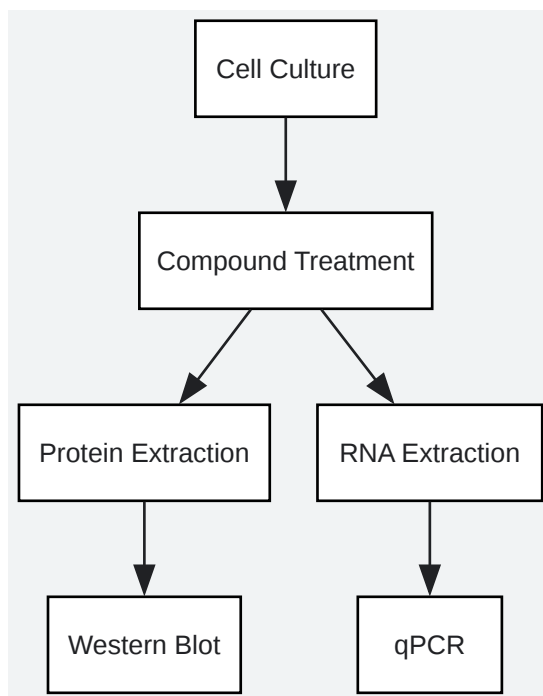 Cell Culture
Compound Treatment
Protein Extraction
RNA Extraction
Western Blot
qPCR